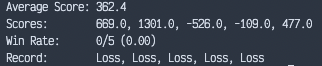 Average Score: 362.4
Scores: 669.0, 1301.0, -526.0, -109.0, 477.0
Win Rate: 0/5 (0.00)
Record: Loss, Loss, Loss, Loss, Loss